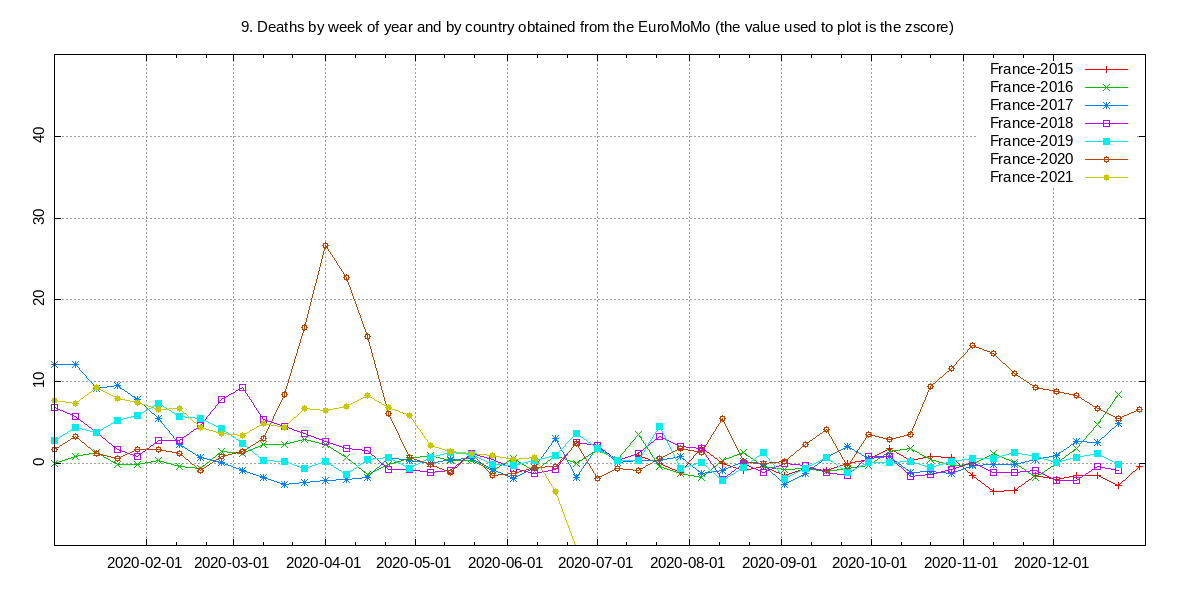 9. Deaths by week of year and by country obtained from the EuroMoMo (the value used to plot is the zscore)
France-2015
France-2016
France-2017
France-2018
France-2019
France-2020
France-2021
40
30
20
10
0
2020-02-01 2020-03-01 2020-04-01 2020-05-01 2020-06-01 2020-07-01 2020-08-01 2020-09-01 2020-10-01 2020-11-01 2020-12-01